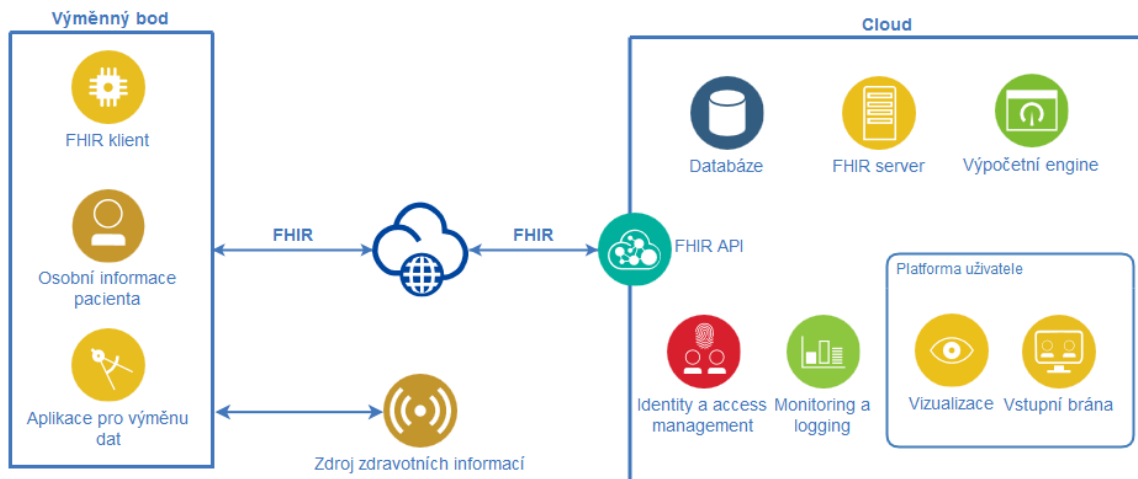 Výměnný bod
FHIR klient
Osobní informace
pacienta
Aplikace pro výměnu
dat
FHIR
FHIR
Zdroj zdravotních informací
Cloud
Databáze
FHIR server
Výpočetní engine
FHIR API
Identity a access
management
Monitoring a
logging
Platforma uživatele
Vizualizace
Vstupní brána